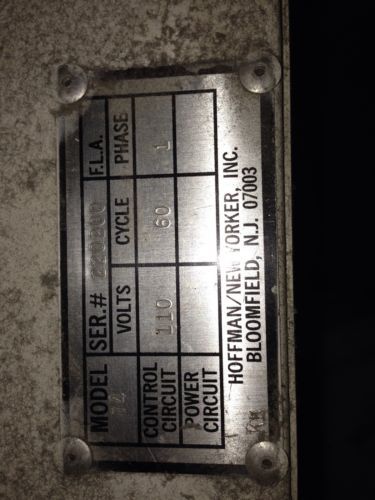 MODEL SER.# F.L.A.
VOLTS CYCLE PHASE
CONTROL CIRCUIT 110 60 1
POWER CIRCUIT
HOFFMAN/NEW YORKER, INC.
BLOOMFIELD, N.J. 07003